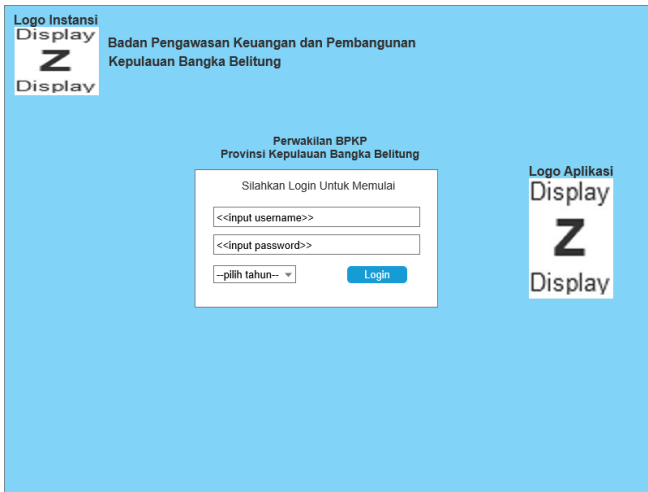 Logo Instansi
Display
Z
Display
Badan Pengawasan Keuangan dan Pembangunan
Kepulauan Bangka Belitung
Perwakilan BPKP
Provinsi Kepulauan Bangka Belitung
Silahkan Login Untuk Memulai
<<input username>>
<<input password>>
--pilih tahun--
Login
Logo Aplikasi
Display
Z
Display